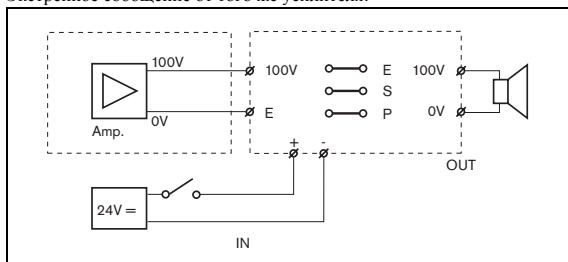 Экстренное сообщение от того же усилителя.
100V
100V
E
100V
S
Amp.
0V
E
P
0V
+ -
OUT
24V =
IN